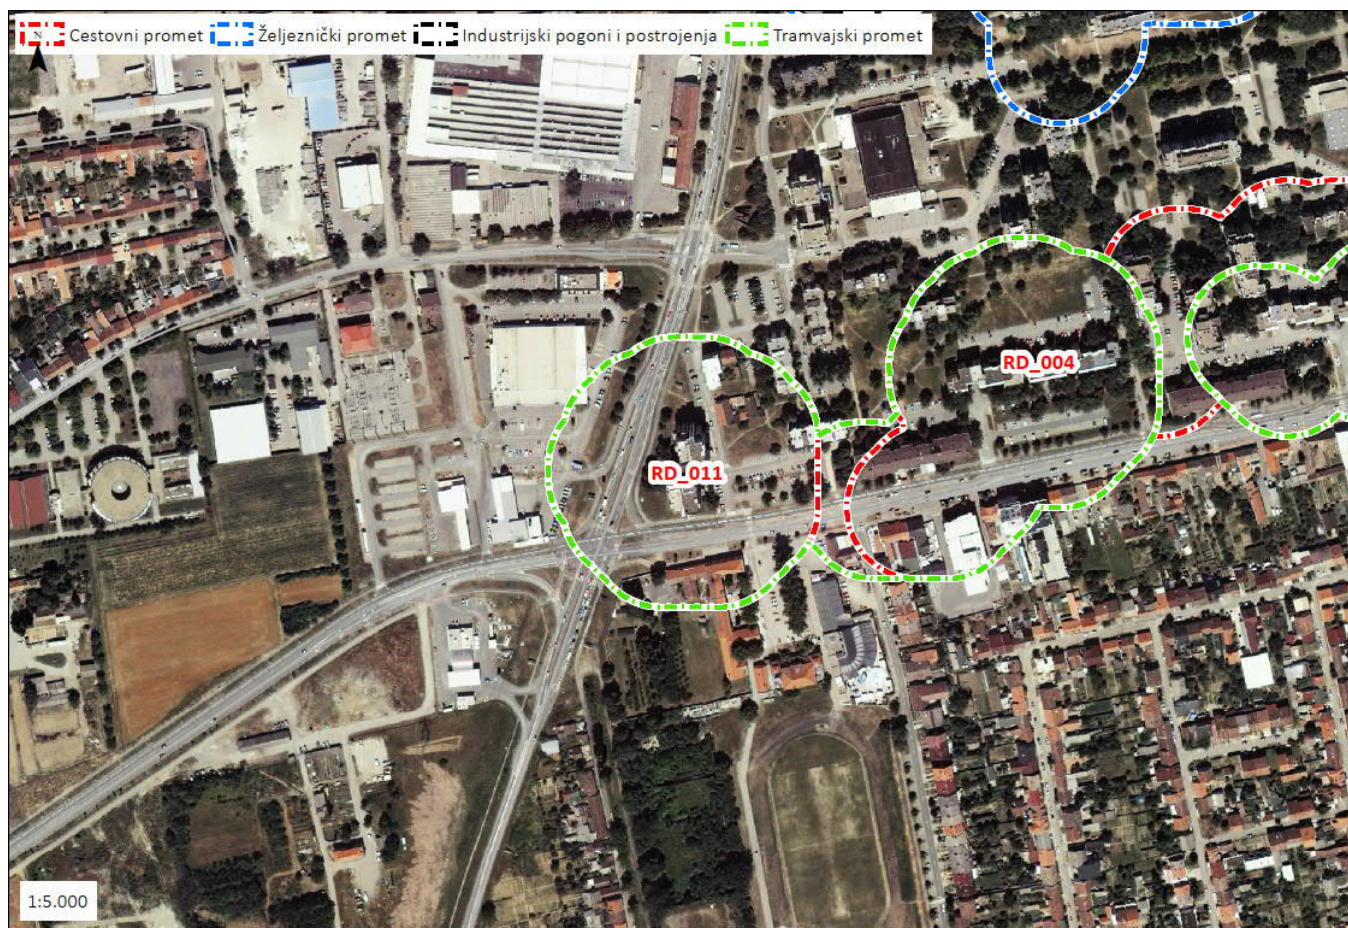 Cestovni promet Željeznički promet Industrijski pogoni i postrojenja Tramvajski promet
N
RD_004
RD_011
1:5.000